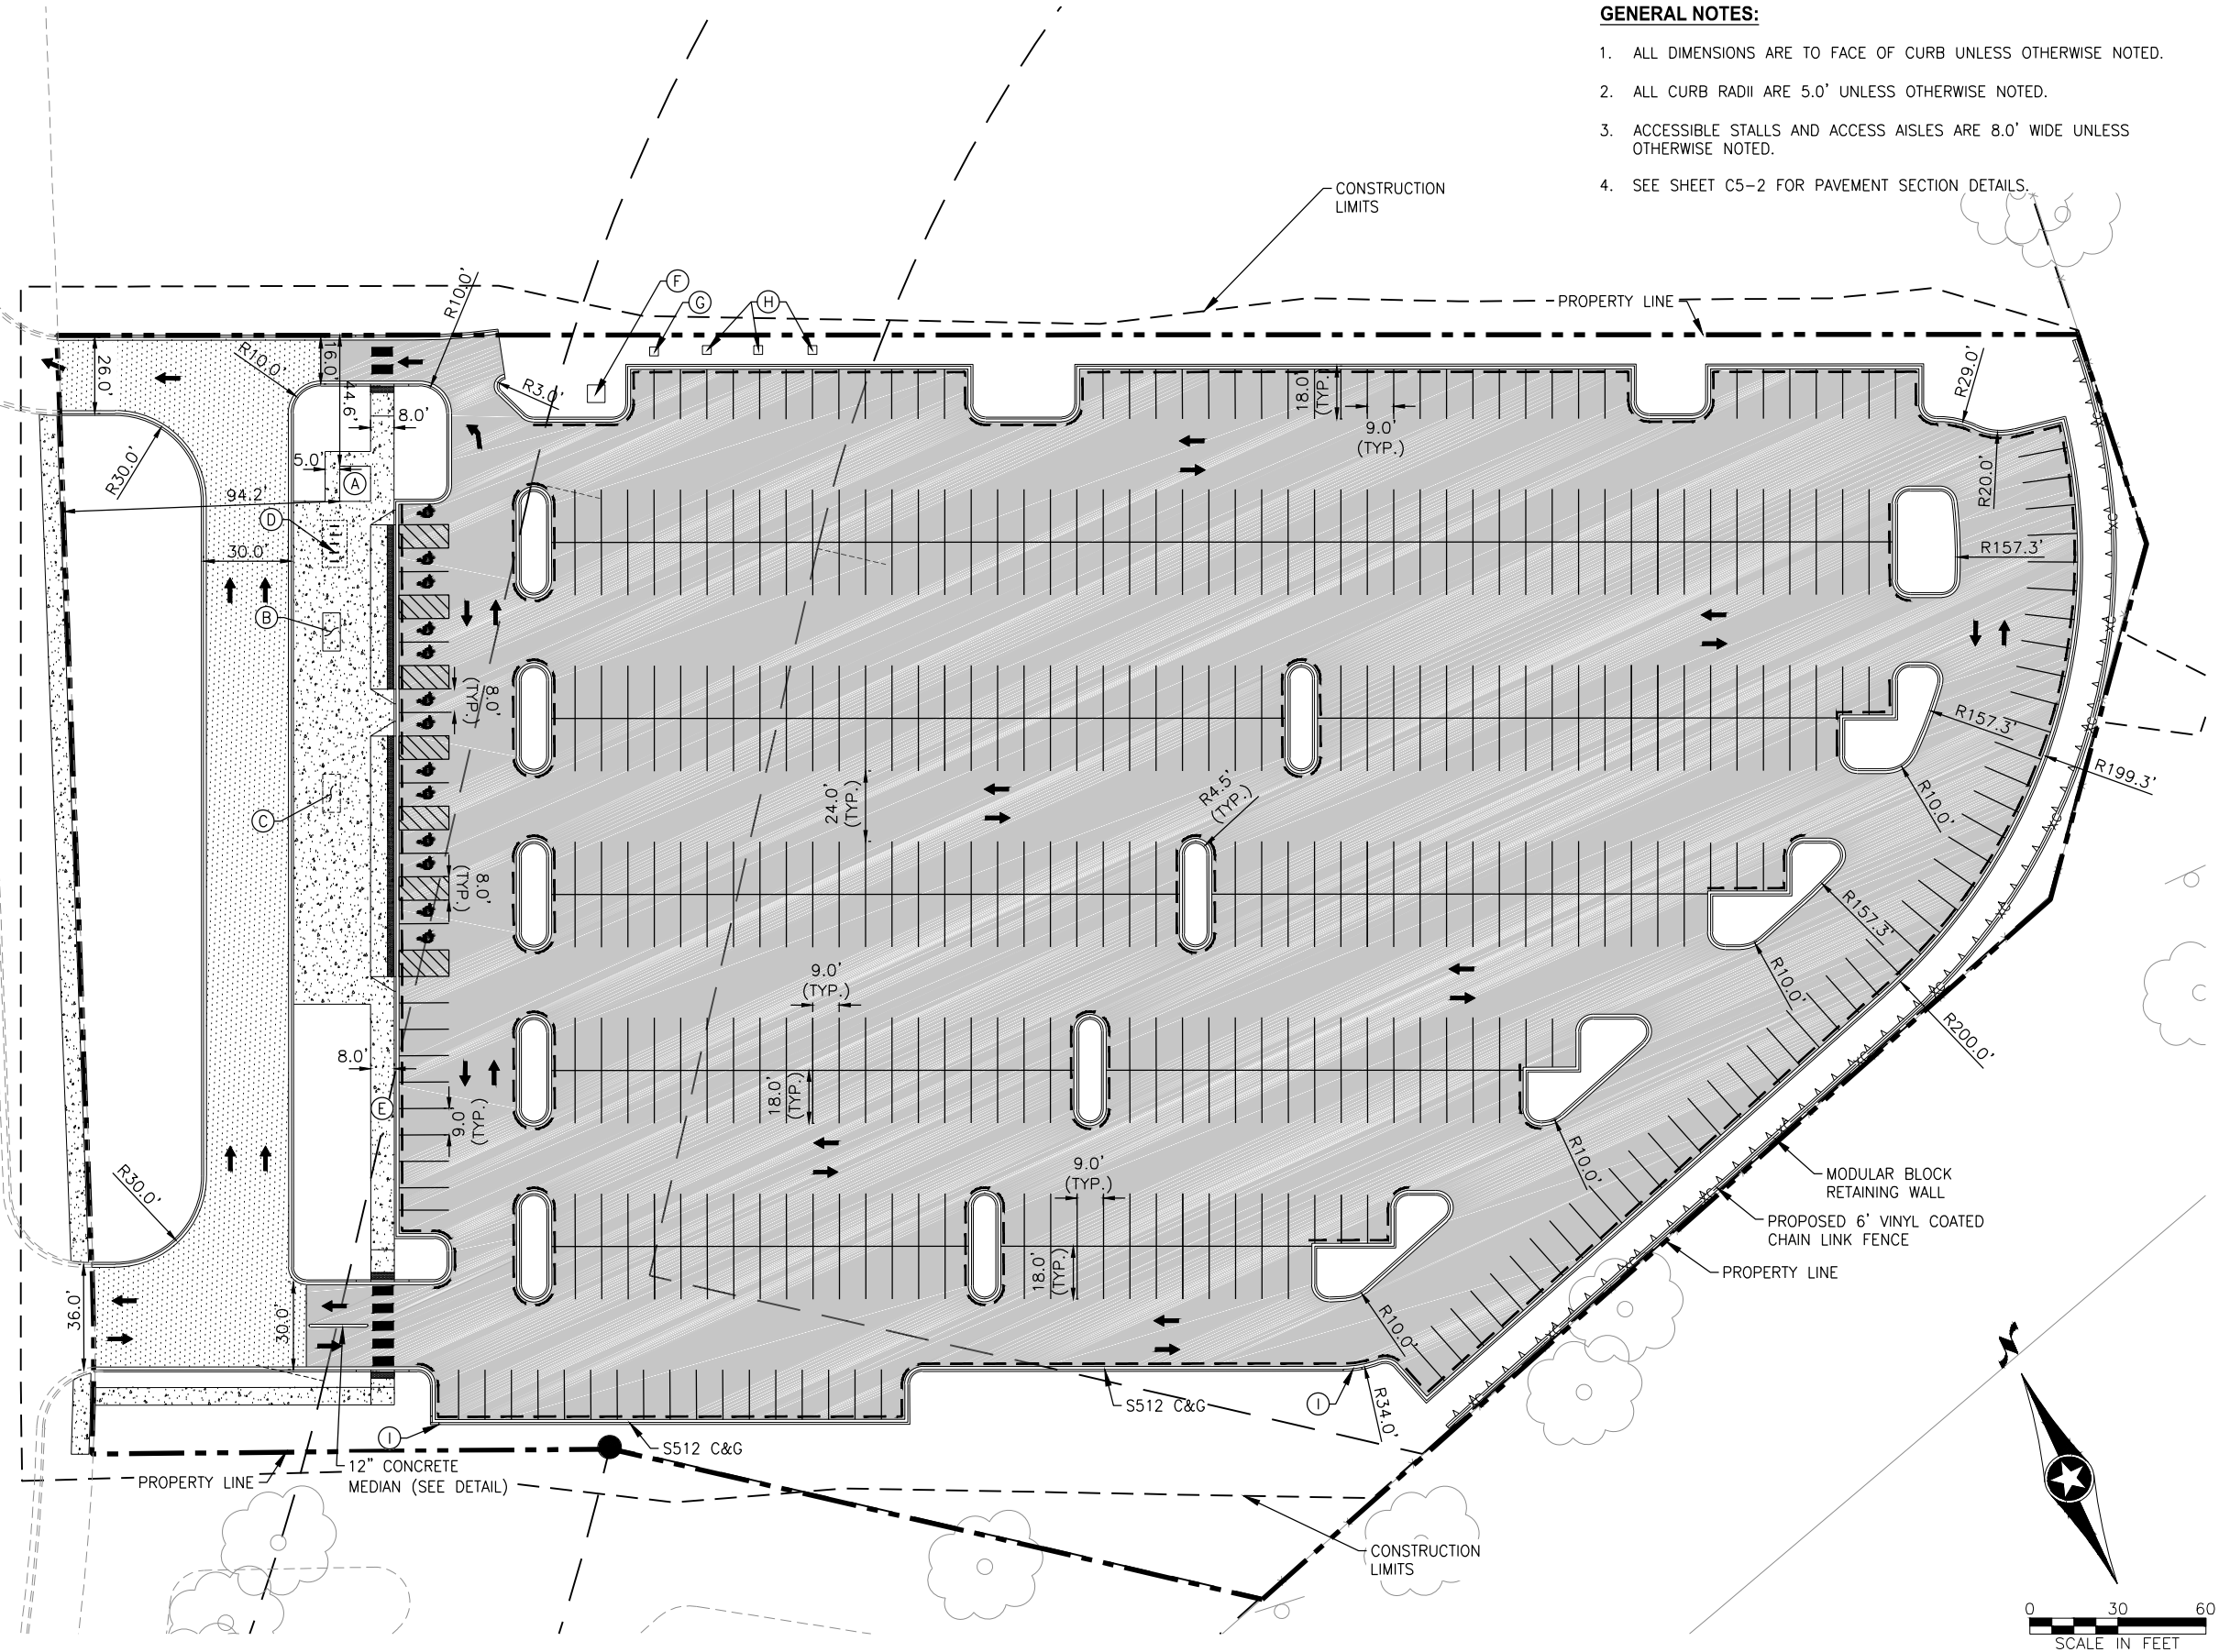 GENERAL NOTES:
1. ALL DIMENSIONS ARE TO FACE OF CURB UNLESS OTHERWISE NOTED.
2. ALL CURB RADII ARE 5.0' UNLESS OTHERWISE NOTED.
3. ACCESSIBLE STALLS AND ACCESS AISLES ARE 8.0' WIDE UNLESS
OTHERWISE NOTED.
4. SEE SHEET C5-2 FOR PAVEMENT SECTION DETAILS.
CONSTRUCTION
LIMITS
PROPERTY LINE
F
G
H
R10.0'
26.0'
R10.0'
16.0'
44.6'
8.0'
R3.0'
18.0'
(TYP.)
9.0'
(TYP.)
R29.0'
R20.0'
R30.0'
5.0'
A
94.2'
D
30.0'
B
R157.3'
8.0'
(TYP.)
R157.3'
R199.3'
C
24.0'
(TYP.)
R4.5'
(TYP.)
R10.0'
8.0'
(TYP.)
R157.3'
9.0'
(TYP.)
R10.0'
R200.0'
8.0'
E
9.0'
(TYP.)
18.0'
(TYP.)
R10.0'
R30.0'
9.0'
(TYP.)
MODULAR BLOCK
RETAINING WALL
PROPOSED 6' VINYL COATED
CHAIN LINK FENCE
PROPERTY LINE
36.0'
30.0'
18.0'
(TYP.)
R10.0'
R34.0'
I
S512 C&G
I
S512 C&G
12" CONCRETE
MEDIAN (SEE DETAIL)
PROPERTY LINE
CONSTRUCTION
LIMITS
N
0 30 60
SCALE IN FEET